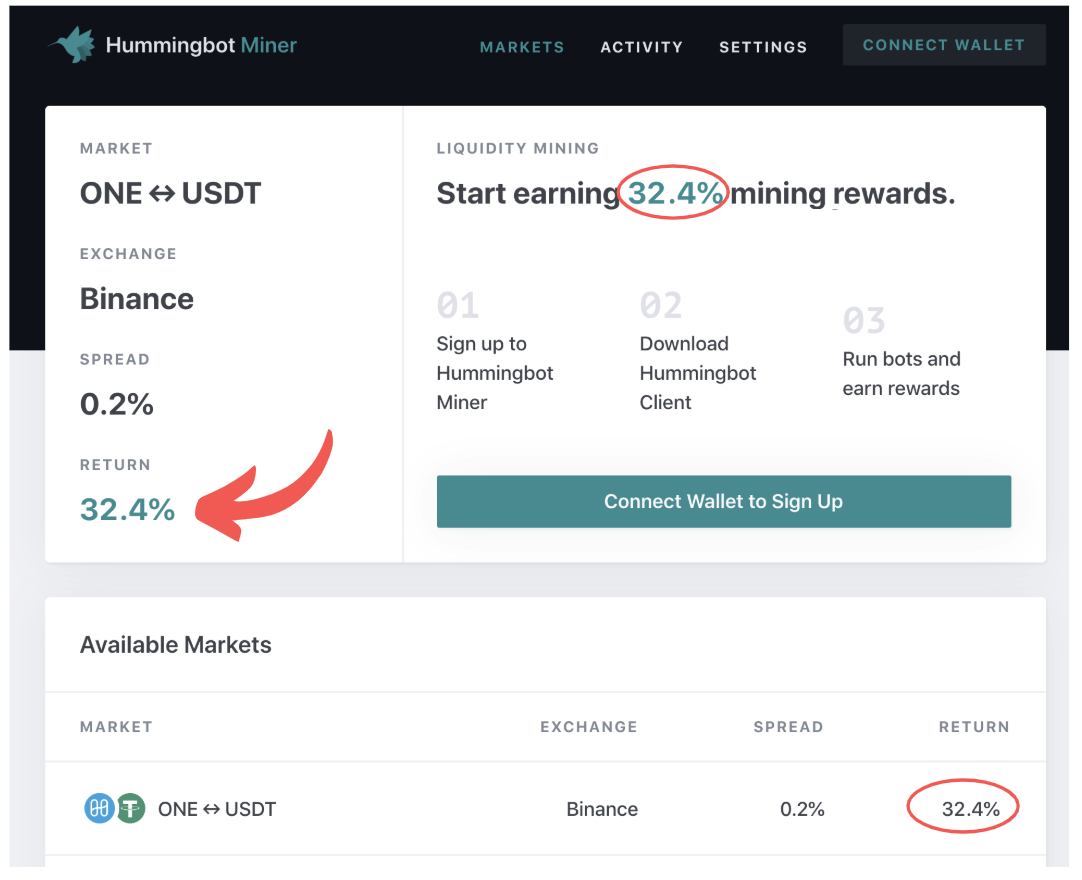 Hummingbot Miner
MARKETS
ACTIVITY
SETTINGS
CONNECT WALLET
MARKET
ONE ↔ USDT
EXCHANGE
Binance
SPREAD
0.2%
RETURN
32.4%
LIQUIDITY MINING
Start earning 32.4% mining rewards.
01
Sign up to
Hummingbot
Miner
02
Download
Hummingbot
Client
03
Run bots and
earn rewards
Connect Wallet to Sign Up
Available Markets
MARKET EXCHANGE SPREAD RETURN
ONE ↔ USDT Binance 0.2% 32.4%